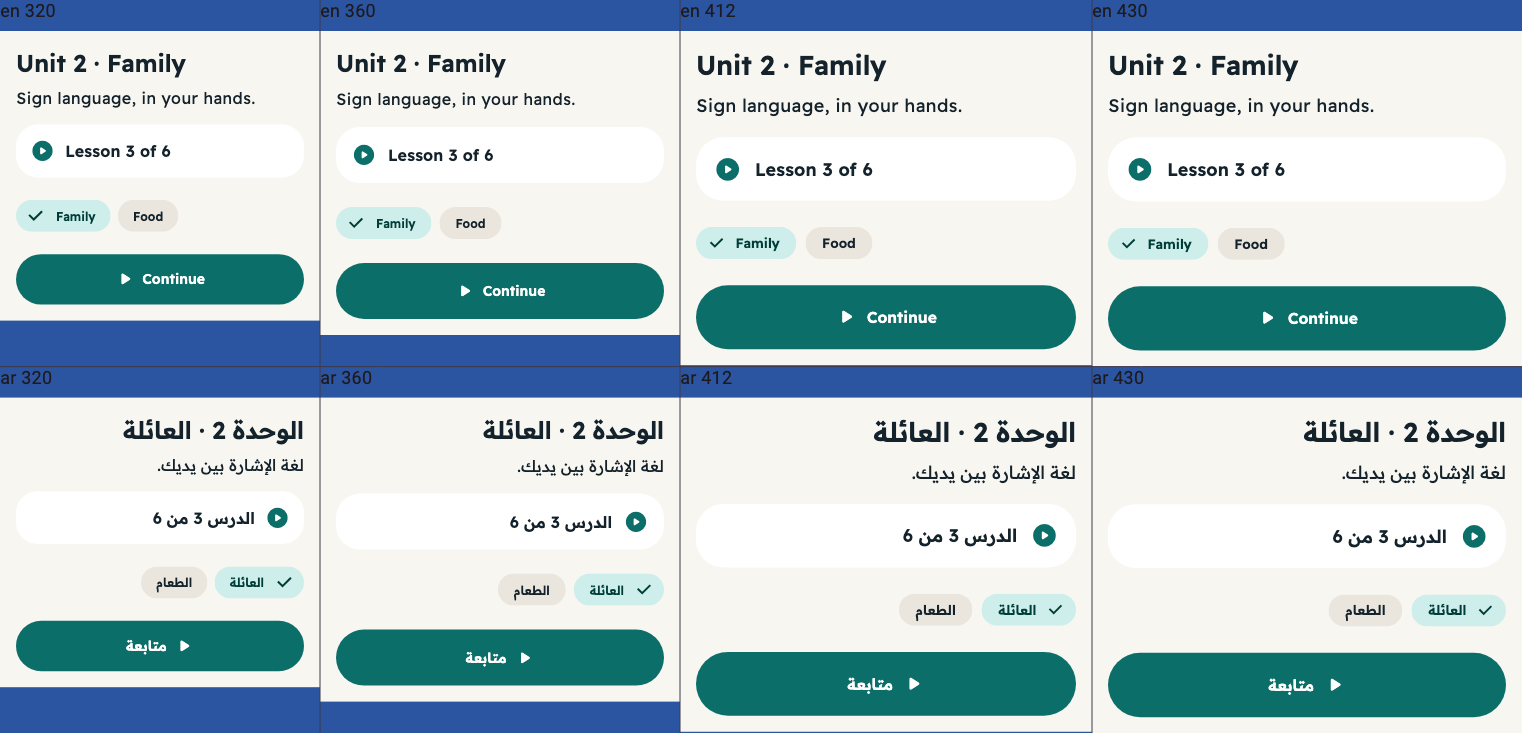 en 320
Unit 2 · Family
Sign language, in your hands.
Lesson 3 of 6
Family
Food
Continue
en 360
Unit 2 · Family
Sign language, in your hands.
Lesson 3 of 6
Family
Food
Continue
en 412
Unit 2 · Family
Sign language, in your hands.
Lesson 3 of 6
Family
Food
Continue
en 430
Unit 2 · Family
Sign language, in your hands.
Lesson 3 of 6
Family
Food
Continue
ar 320
الوحدة 2 · العائلة
لغة الإشارة بين يديك.
الدرس 3 من 6
العائلة
الطعام
متابعة
ar 360
الوحدة 2 · العائلة
لغة الإشارة بين يديك.
الدرس 3 من 6
العائلة
الطعام
متابعة
ar 412
الوحدة 2 · العائلة
لغة الإشارة بين يديك.
الدرس 3 من 6
العائلة
الطعام
متابعة
ar 430
الوحدة 2 · العائلة
لغة الإشارة بين يديك.
الدرس 3 من 6
العائلة
الطعام
متابعة